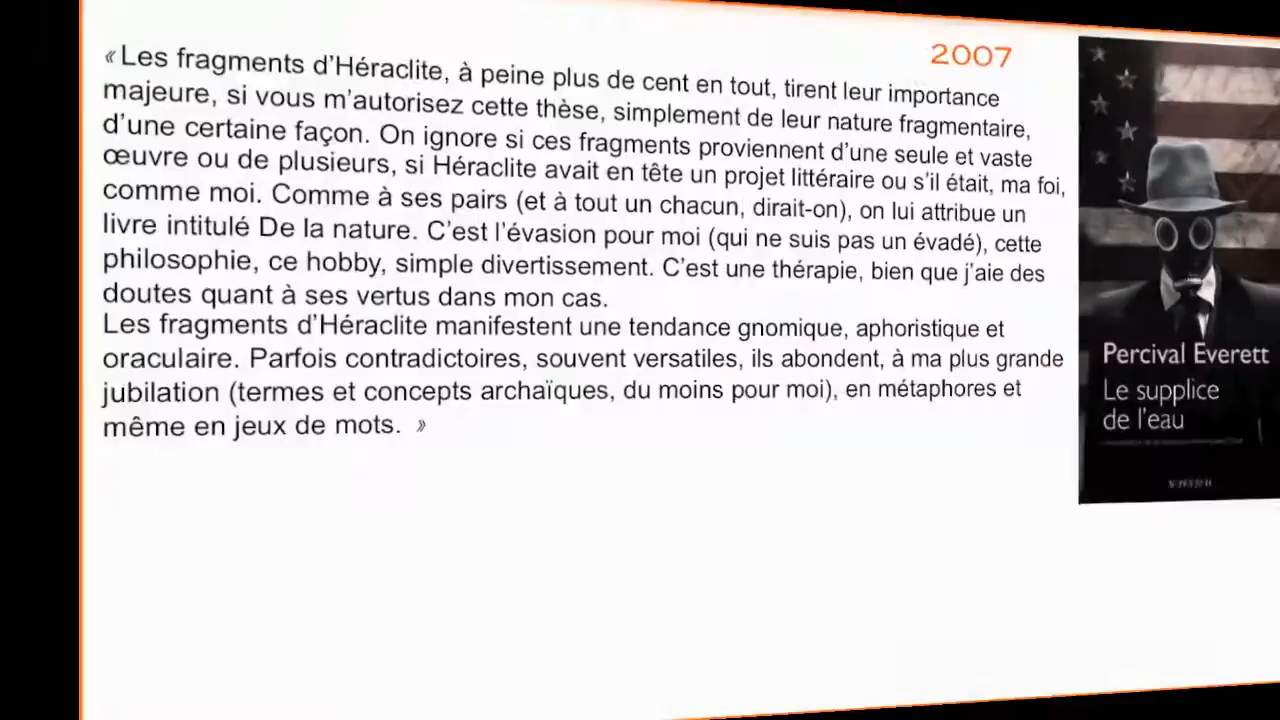 2007
« Les fragments d’Héraclite, à peine plus de cent en tout, tirent leur importance
majeure, si vous m’autorisez cette thèse, simplement de leur nature fragmentaire,
d’une certaine façon. On ignore si ces fragments proviennent d’une seule et vaste
œuvre ou de plusieurs, si Héraclite avait en tête un projet littéraire ou s’il était, ma foi,
comme moi. Comme à ses pairs (et à tout un chacun, dirait-on), on lui attribue un
livre intitulé De la nature. C’est l’évasion pour moi (qui ne suis pas un évadé), cette
philosophie, ce hobby, simple divertissement. C’est une thérapie, bien que j’aie des
doutes quant à ses vertus dans mon cas.
Les fragments d’Héraclite manifestent une tendance gnomique, aphoristique et
oraculaire. Parfois contradictoires, souvent versatiles, ils abondent, à ma plus grande
jubilation (termes et concepts archaïques, du moins pour moi), en métaphores et
même en jeux de mots. »
Percival Everett
Le supplice
de l’eau